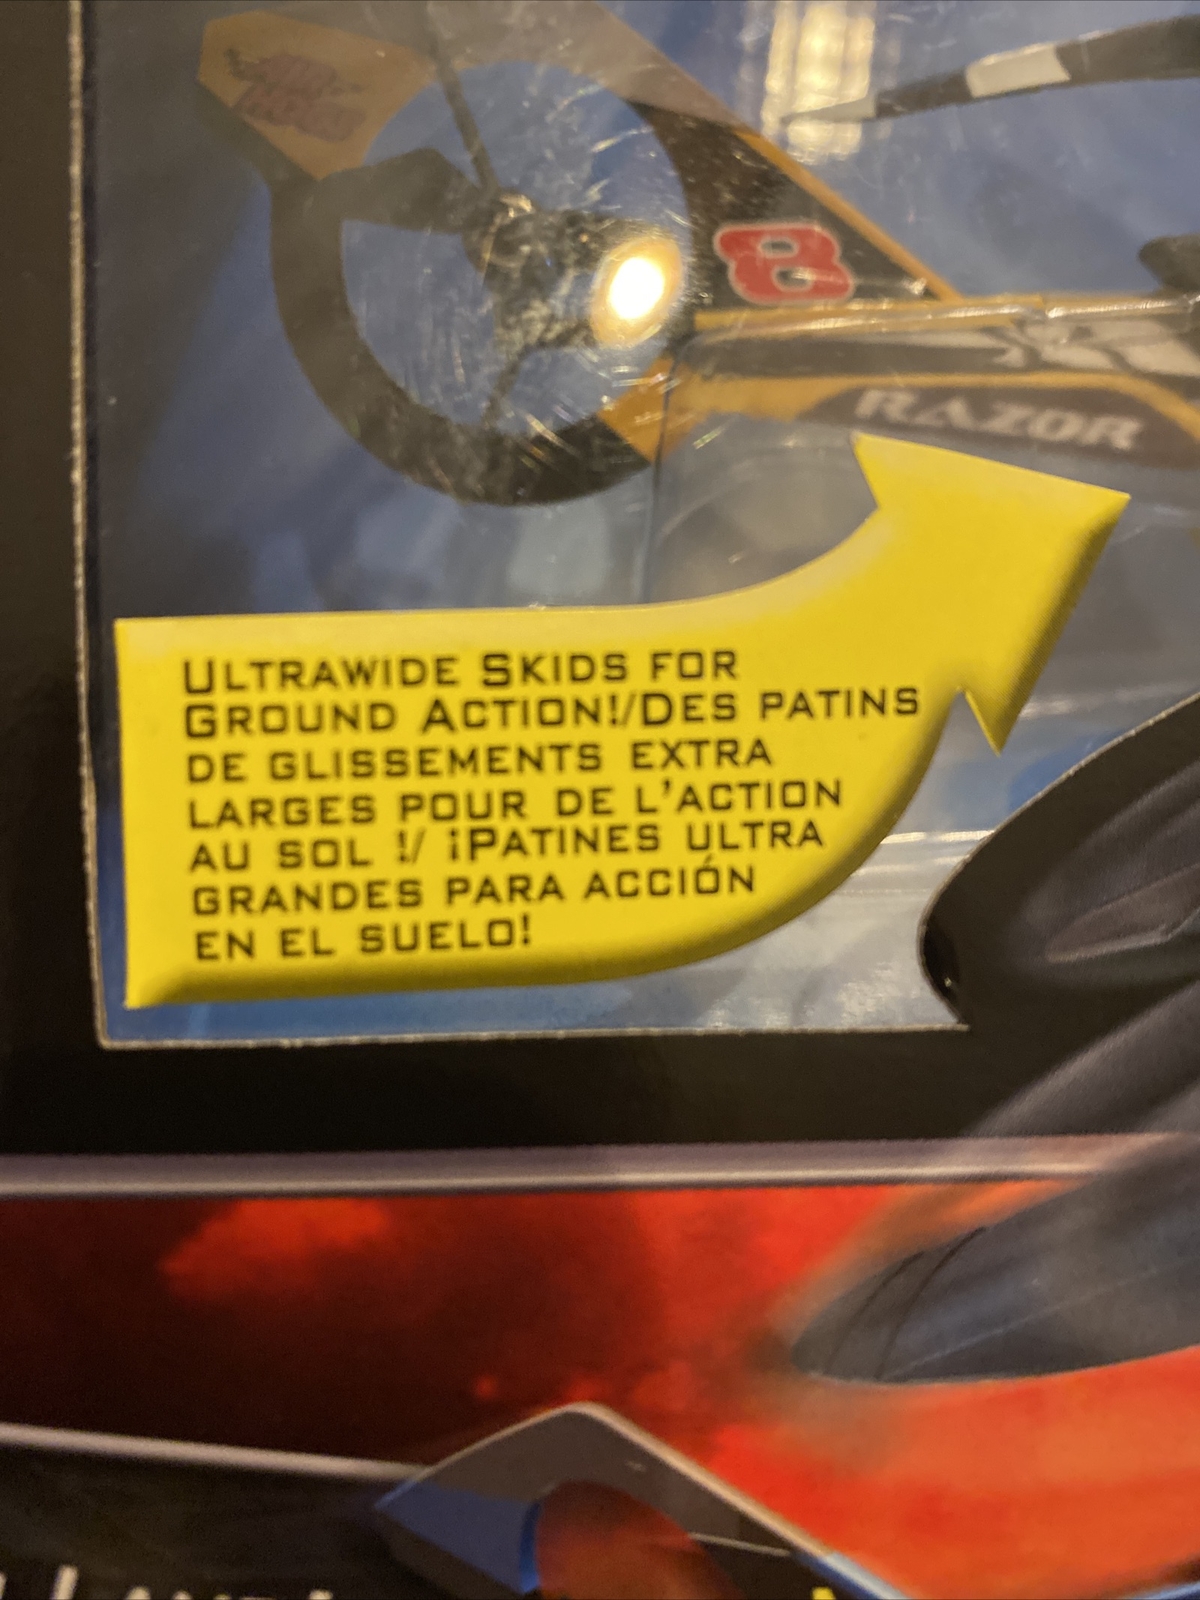 8
RAZOR
ULTRAWIDE SKIDS FOR
GROUND ACTION!/DES PATINS
DE GLISSEMENTS EXTRA
LARGES POUR DE L'ACTION
AU SOL !/ ¡PATINES ULTRA
GRANDES PARA ACCIÓN
EN EL SUELO!